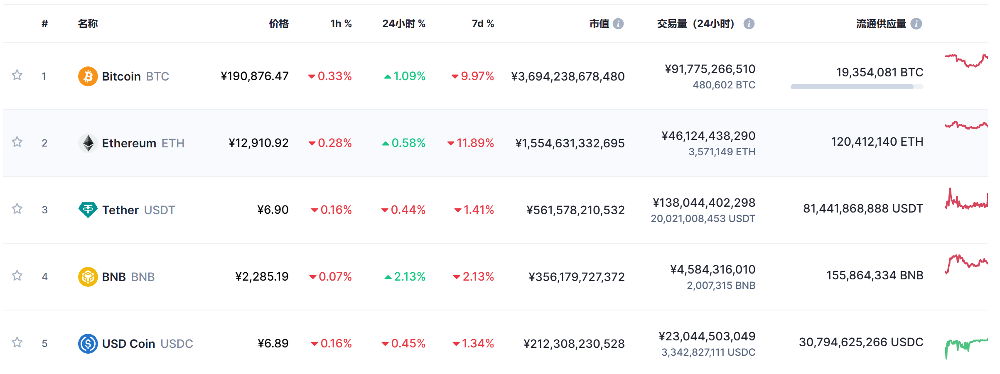 # 名称 价格 1h % 24小时 % 7d % 市值 交易量（24小时） 流通供应量
1 Bitcoin BTC ¥190,876.47 0.33% 1.09% 9.97% ¥3,694,238,678,480 ¥91,775,266,510 19,354,081 BTC
480,602 BTC
2 Ethereum ETH ¥12,910.92 0.28% 0.58% 11.89% ¥1,554,631,332,695 ¥46,124,438,290 120,412,140 ETH
3,571,149 ETH
3 Tether USDT ¥6.90 0.16% 0.44% 1.41% ¥561,578,210,532 ¥138,044,402,298 81,441,868,888 USDT
20,021,008,453 USDT
4 BNB BNB ¥2,285.19 0.07% 2.13% 2.13% ¥356,179,727,372 ¥4,584,316,010 155,864,334 BNB
2,007,315 BNB
5 USD Coin USDC ¥6.89 0.16% 0.45% 1.34% ¥212,308,230,528 ¥23,044,503,049 30,794,625,266 USDC
3,342,827,111 USDC